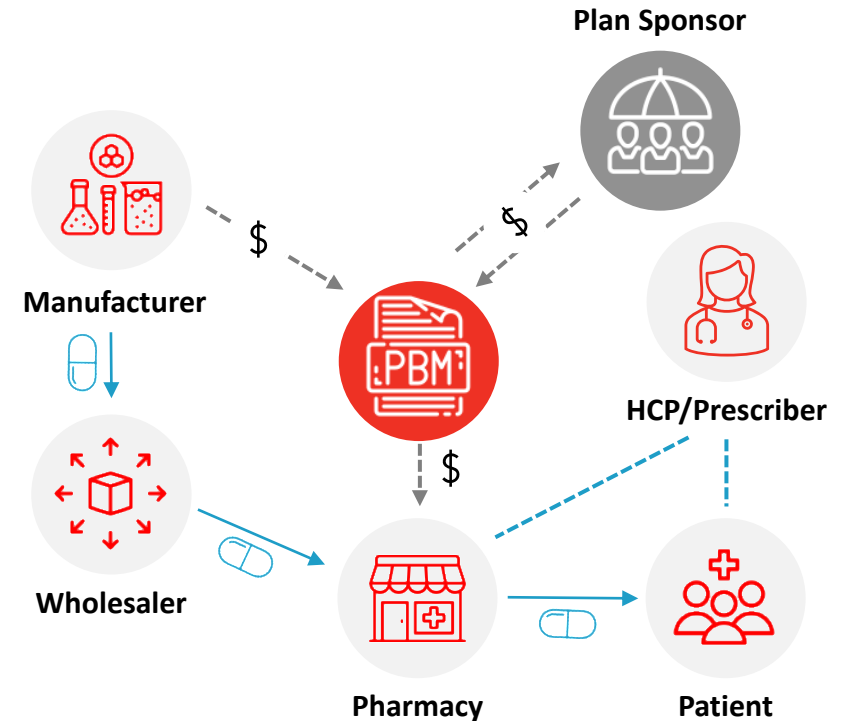 Plan Sponsor
$
$
Manufacturer
PBM
HCP/Prescriber
$
Wholesaler
Pharmacy
Patient